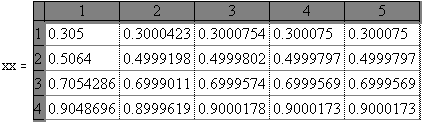 1 2 3 4 5
1 0.305 0.3000423 0.3000754 0.300075 0.300075
xx = 2 0.5064 0.4999198 0.4999802 0.4999797 0.4999797
3 0.7054286 0.6999011 0.6999574 0.6999569 0.6999569
4 0.9048696 0.8999619 0.9000178 0.9000173 0.9000173